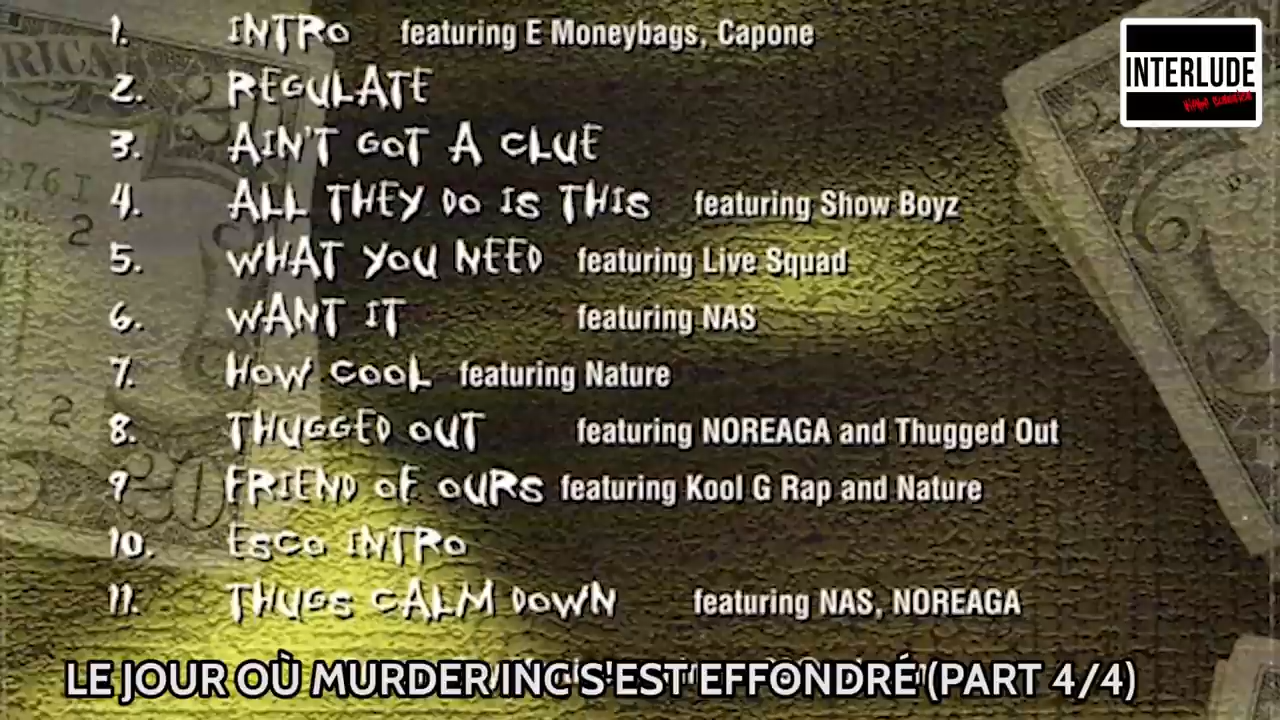 1. INTRO featuring E Moneybags, Capone
2. REGULATE
3. AIN'T GOT A CLUE
4. ALL THEY DO IS THIS featuring Show Boyz
5. WHAT YOU NEED featuring Live Squad
6. WANT IT featuring NAS
7. HOW COOL featuring Nature
8. THUGGED OUT featuring NOREAGA and Thugged Out
9 FRIEND OF OURS featuring Kool G Rap and Nature
10. ESCO INTRO
11. THUGS CALM DOWN featuring NAS, NOREAGA
LE JOUR OÙ MURDER INC S'EST EFFONDRÉ (PART 4/4)
INTERLUDE